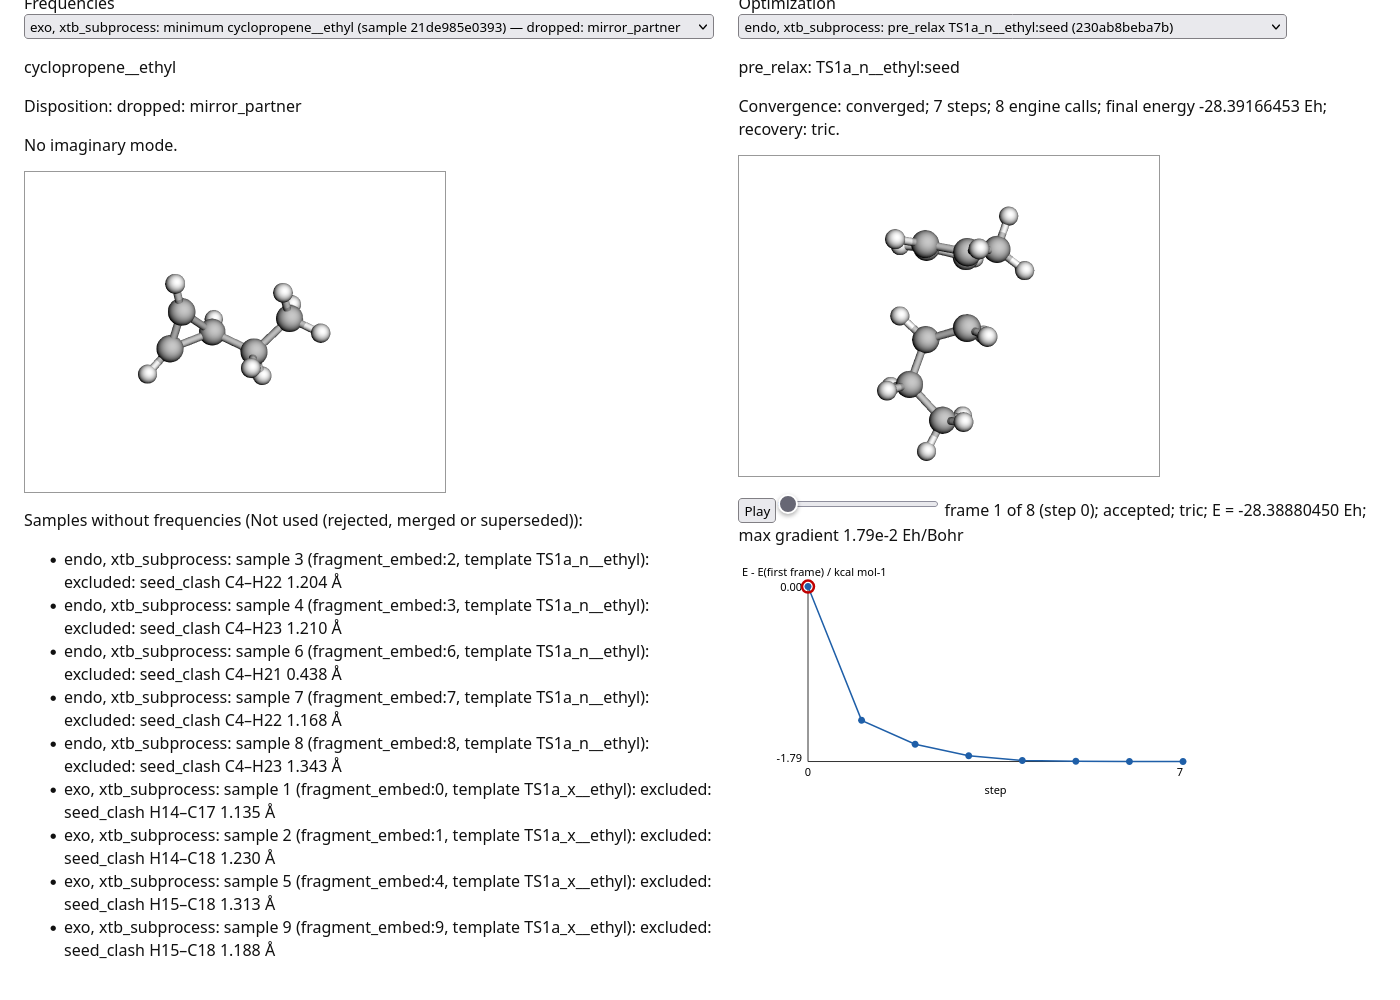 Frequencies
exo, xtb_subprocess: minimum cyclopropene__ethyl (sample 21de985e0393) — dropped: mirror_partner
cyclopropene__ethyl
Disposition: dropped: mirror_partner
No imaginary mode.
Samples without frequencies (Not used (rejected, merged or superseded)):
• endo, xtb_subprocess: sample 3 (fragment_embed:2, template TS1a_n__ethyl):
excluded: seed_clash C4–H22 1.204 Å
• endo, xtb_subprocess: sample 4 (fragment_embed:3, template TS1a_n__ethyl):
excluded: seed_clash C4–H23 1.210 Å
• endo, xtb_subprocess: sample 6 (fragment_embed:6, template TS1a_n__ethyl):
excluded: seed_clash C4–H21 0.438 Å
• endo, xtb_subprocess: sample 7 (fragment_embed:7, template TS1a_n__ethyl):
excluded: seed_clash C4–H22 1.168 Å
• endo, xtb_subprocess: sample 8 (fragment_embed:8, template TS1a_n__ethyl):
excluded: seed_clash C4–H23 1.343 Å
• exo, xtb_subprocess: sample 1 (fragment_embed:0, template TS1a_x__ethyl): excluded:
seed_clash H14–C17 1.135 Å
• exo, xtb_subprocess: sample 2 (fragment_embed:1, template TS1a_x__ethyl): excluded:
seed_clash H14–C18 1.230 Å
• exo, xtb_subprocess: sample 5 (fragment_embed:4, template TS1a_x__ethyl): excluded:
seed_clash H15–C18 1.313 Å
• exo, xtb_subprocess: sample 9 (fragment_embed:9, template TS1a_x__ethyl): excluded:
seed_clash H15–C18 1.188 Å
Optimization
endo, xtb_subprocess: pre_relax TS1a_n__ethyl:seed (230ab8beba7b)
pre_relax: TS1a_n__ethyl:seed
Convergence: converged; 7 steps; 8 engine calls; final energy -28.39166453 Eh;
recovery: tric.
Play
frame 1 of 8 (step 0); accepted; tric; E = -28.38880450 Eh;
max gradient 1.79e-2 Eh/Bohr
E - E(first frame) / kcal mol-1
0.00
-1.79
0
7
step